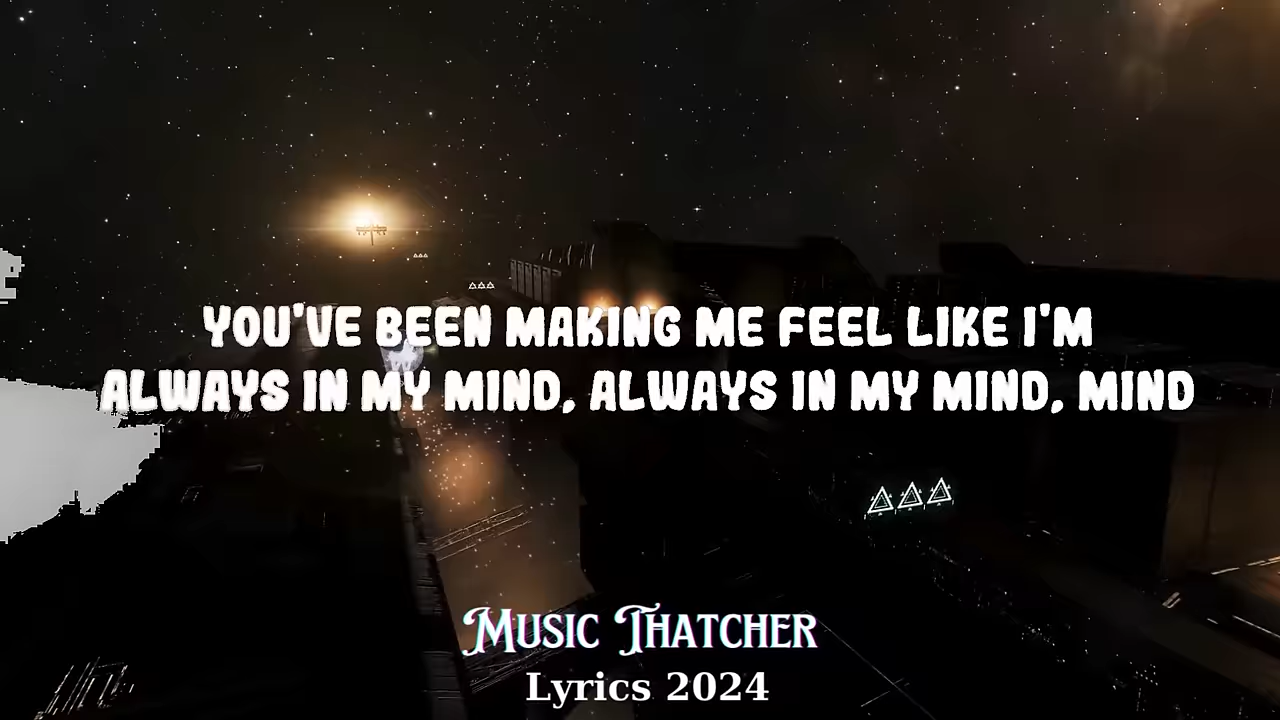 YOU'VE BEEN MAKING ME FEEL LIKE I'M
ALWAYS IN MY MIND, ALWAYS IN MY MIND, MIND
Music Thatcher
Lyrics 2024